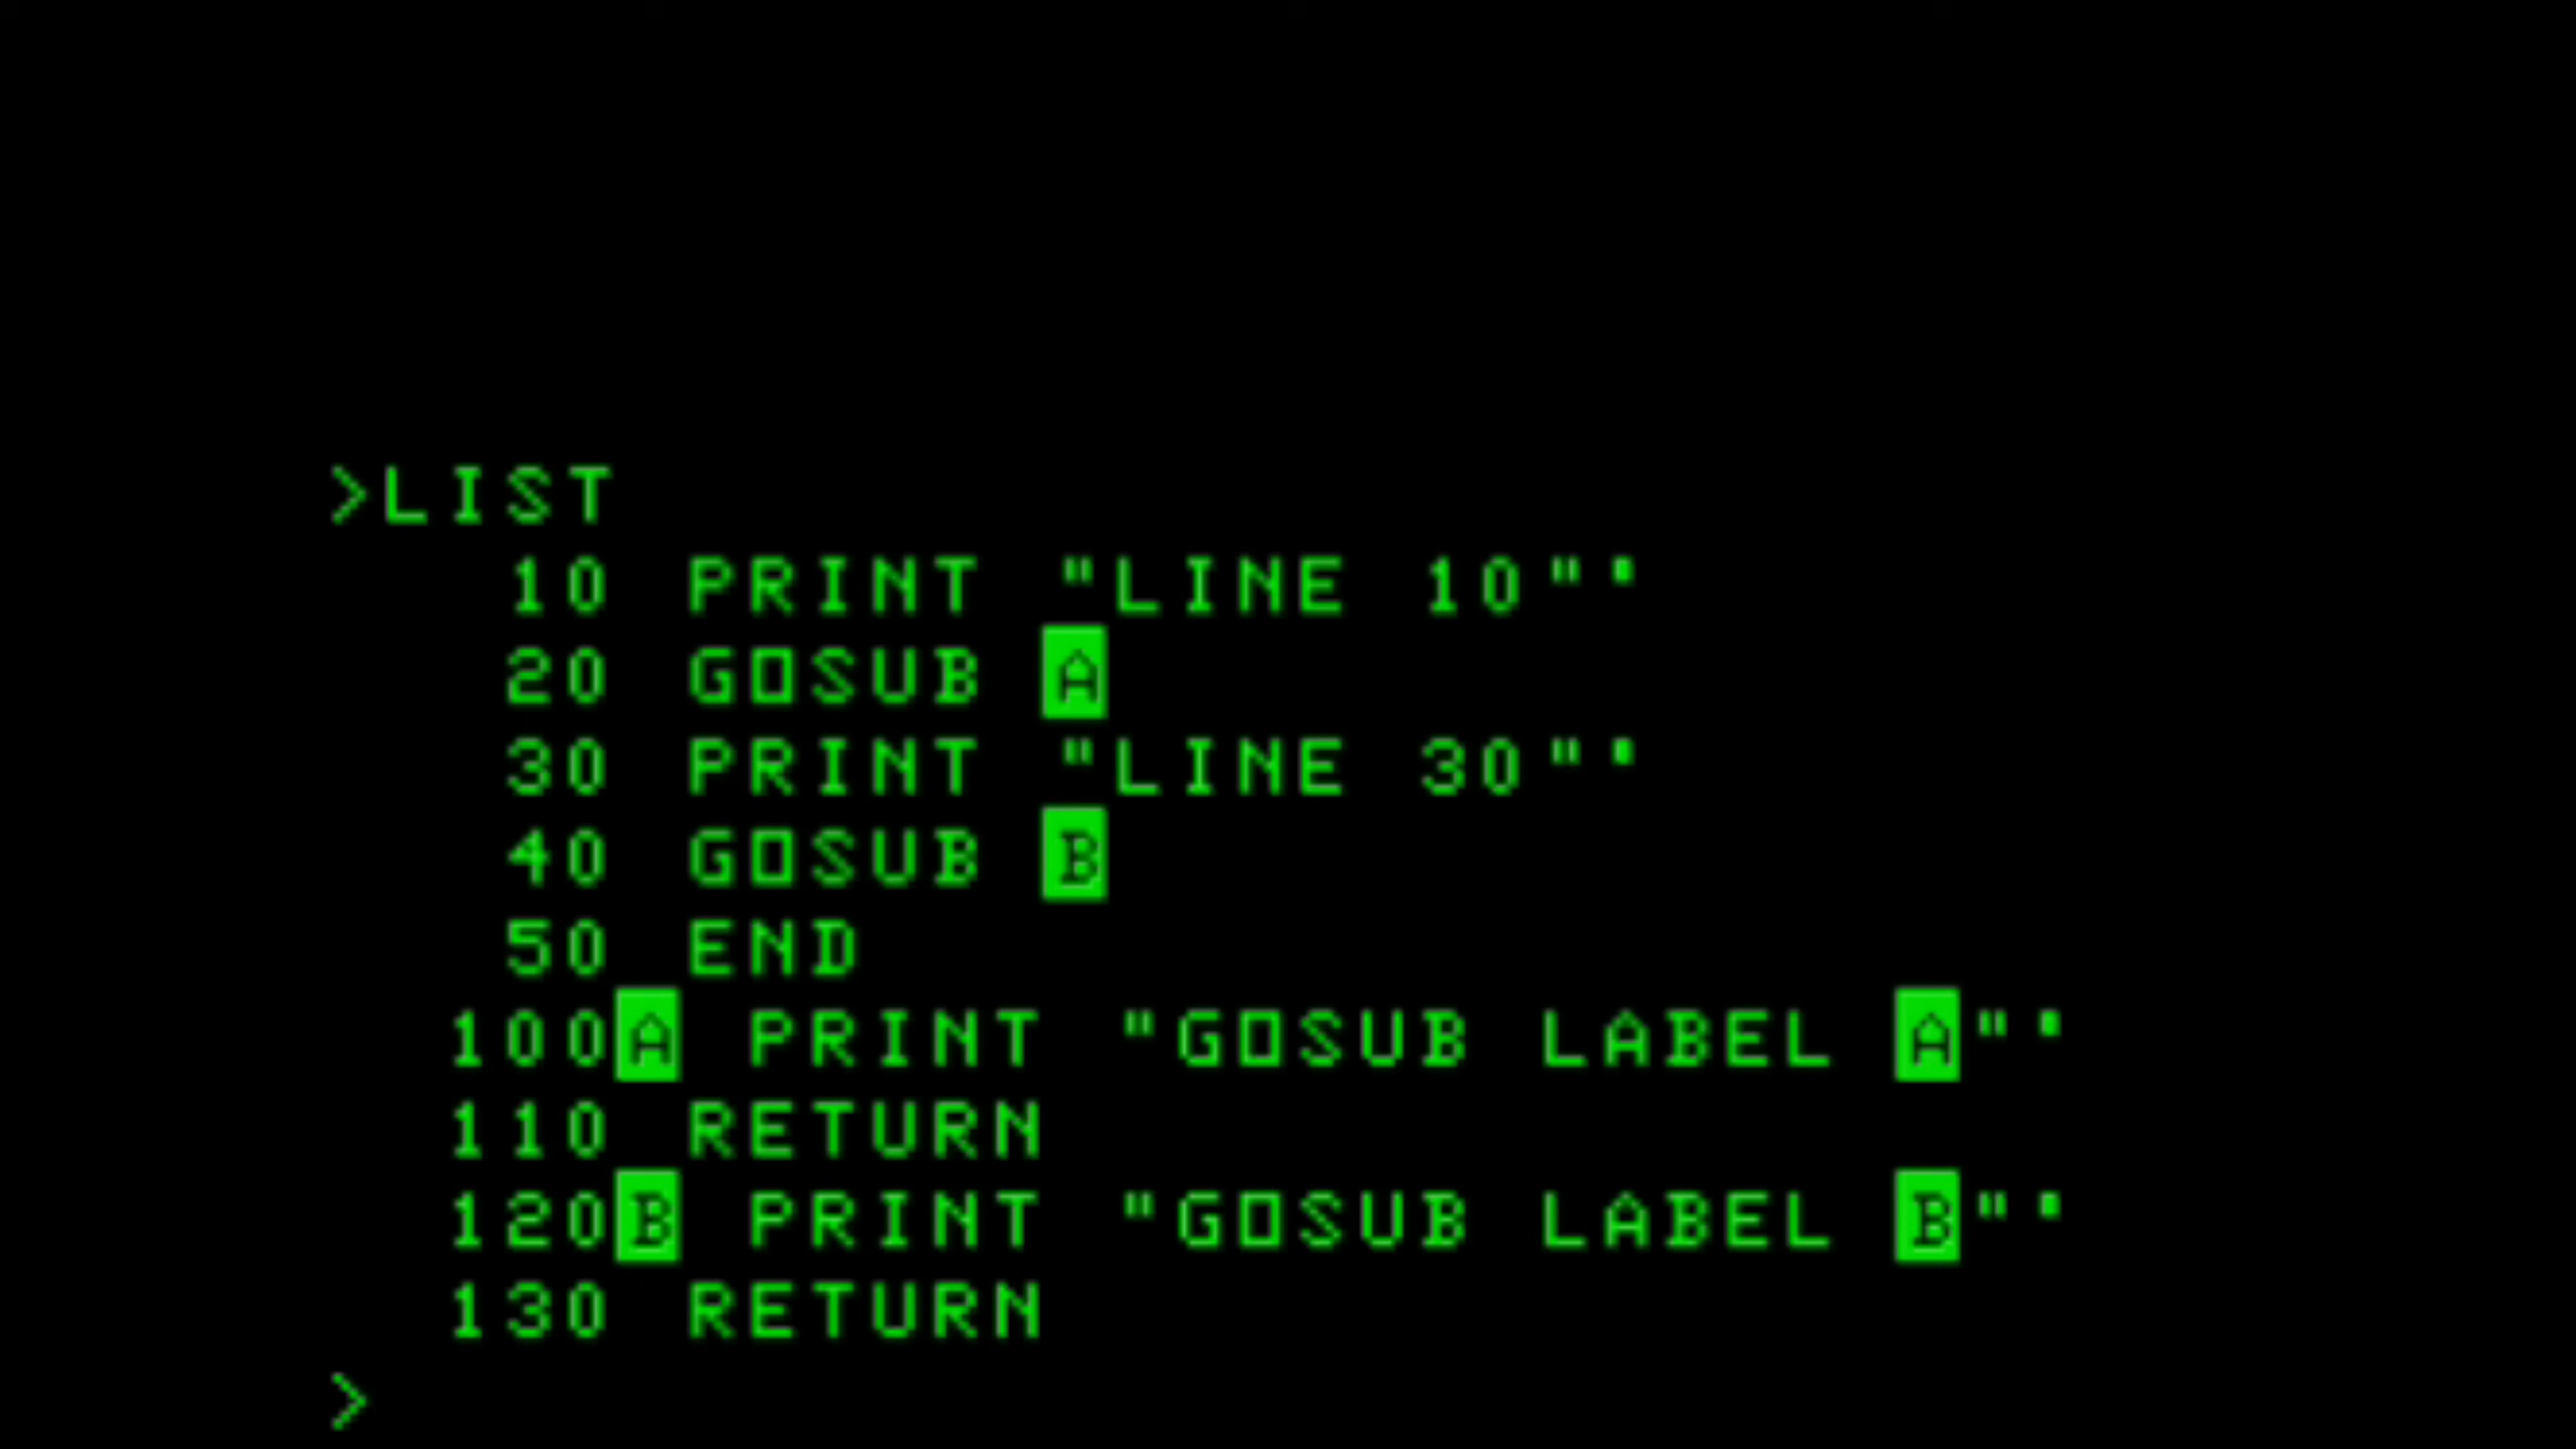 >LIST
10 PRINT "LINE 10"'
20 GOSUB A
30 PRINT "LINE 30"'
40 GOSUB B
50 END
100A PRINT "GOSUB LABEL A"'
110 RETURN
120B PRINT "GOSUB LABEL B"'
130 RETURN
>